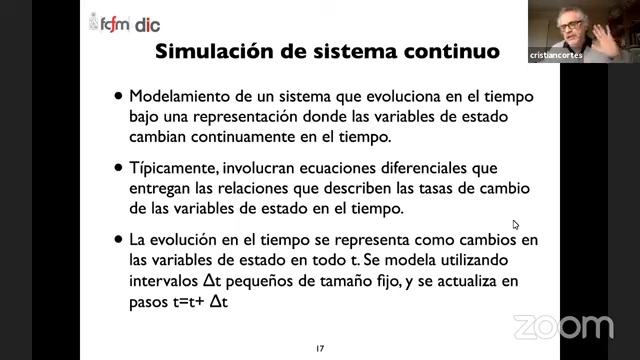 fcfm dic
Simulación de sistema continuo
cristiancortes
• Modelamiento de un sistema que evoluciona en el tiempo
bajo una representación donde las variables de estado
cambian continuamente en el tiempo.
• Típicamente, involucran ecuaciones diferenciales que
entregan las relaciones que describen las tasas de cambio
de las variables de estado en el tiempo.
• La evolución en el tiempo se representa como cambios en
las variables de estado en todo t. Se modela utilizando
intervalos Δt pequeños de tamaño fijo, y se actualiza en
pasos t=t+ Δt
zoom
17